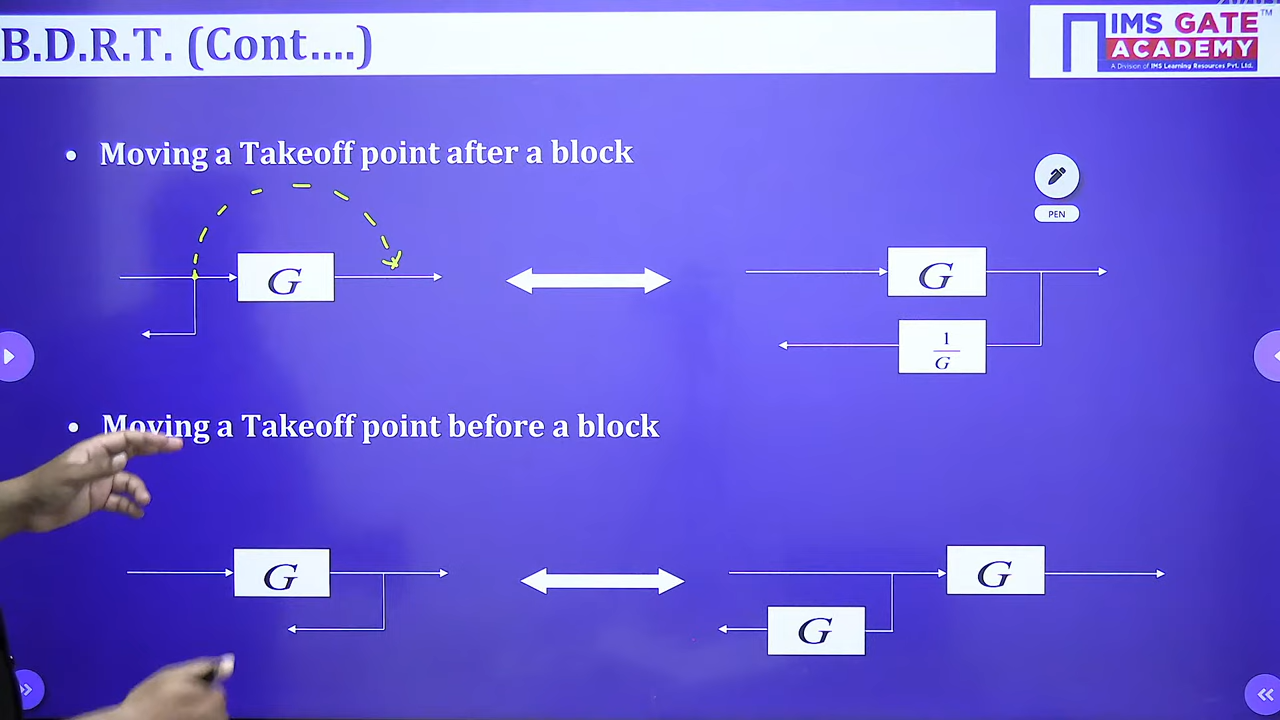 B.D.R.T. (Cont....)
IMS GATE
ACADEMY
TM
A Division of IMS Learning Resources Pvt. Ltd.
• Moving a Takeoff point after a block
PEN
G
G
1
G
• Moving a Takeoff point before a block
G
G
G